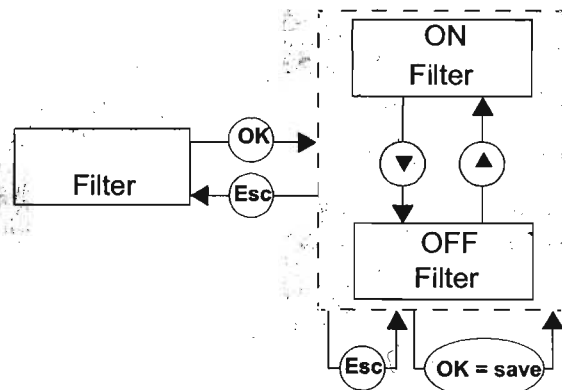 ON
Filter
OK
Filter
Esc
OFF
Filter
Esc
OK = save